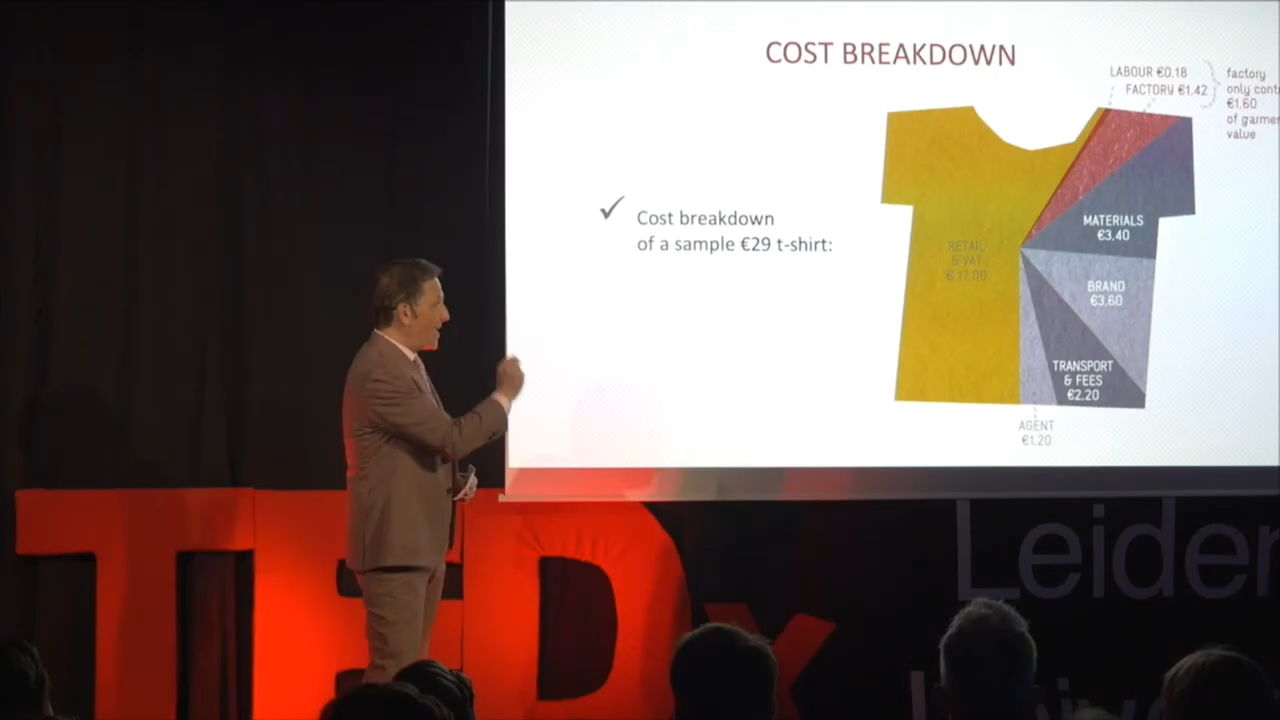 COST BREAKDOWN
LABOUR €0.18
FACTORY €1.42
factory
only cont
€1.60
of garme
value
✓ Cost breakdown
of a sample €29 t-shirt:
RETAIL
& VAT
€17.00
MATERIALS
€3.40
BRAND
€3.60
TRANSPORT
& FEES
€2.20
AGENT
€1.20
TEDx
Leiden